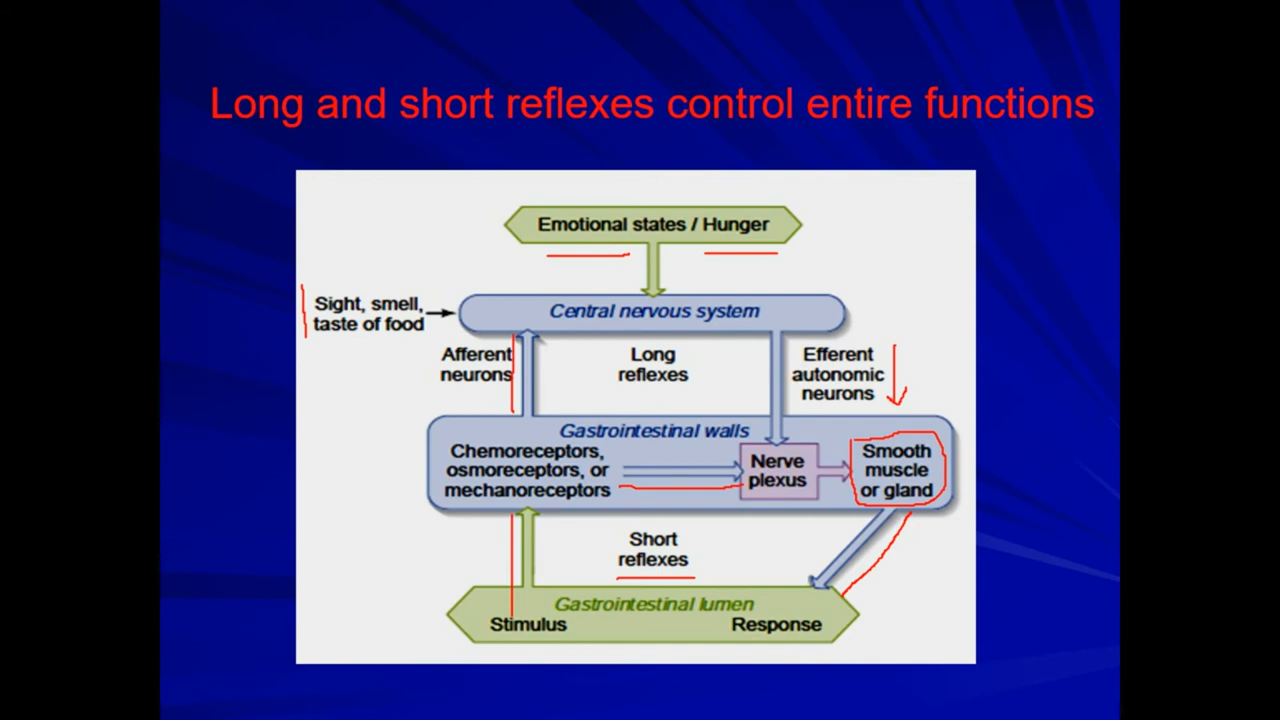 Long and short reflexes control entire functions
Emotional states / Hunger
Sight, smell,
taste of food
Central nervous system
Afferent
neurons
Long
reflexes
Efferent
autonomic
neurons
Gastrointestinal walls
Chemoreceptors,
osmoreceptors, or
mechanoreceptors
Nerve
plexus
Smooth
muscle
or gland
Short
reflexes
Gastrointestinal lumen
Stimulus
Response